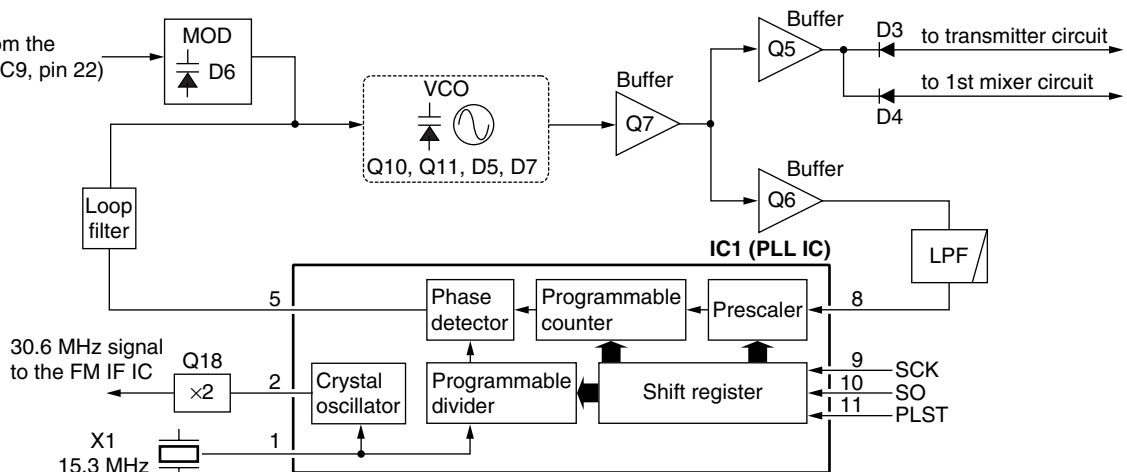 om the
C9, pin 22)
MOD
D6
VCO
Q10, Q11, D5, D7
Buffer
Q7
Buffer
Q5
D3
to transmitter circuit
to 1st mixer circuit
D4
Buffer
Q6
Loop
filter
IC1 (PLL IC)
LPF
5
Phase
detector
Programmable
counter
Prescaler
8
30.6 MHz signal
to the FM IF IC
Q18
×2
2
Crystal
oscillator
Programmable
divider
Shift register
9
SCK
10
SO
11
PLST
X1
15.3 MHz
1